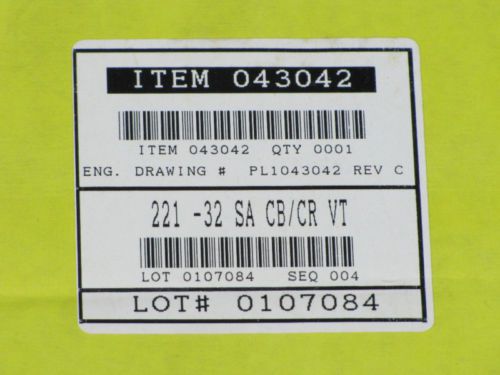 ITEM 043042
ITEM 043042 QTY 0001
ENG. DRAWING # PL1043042 REV C
221 -32 SA CB/CR VT
LOT 0107084 SEQ 004
LOT# 0107084